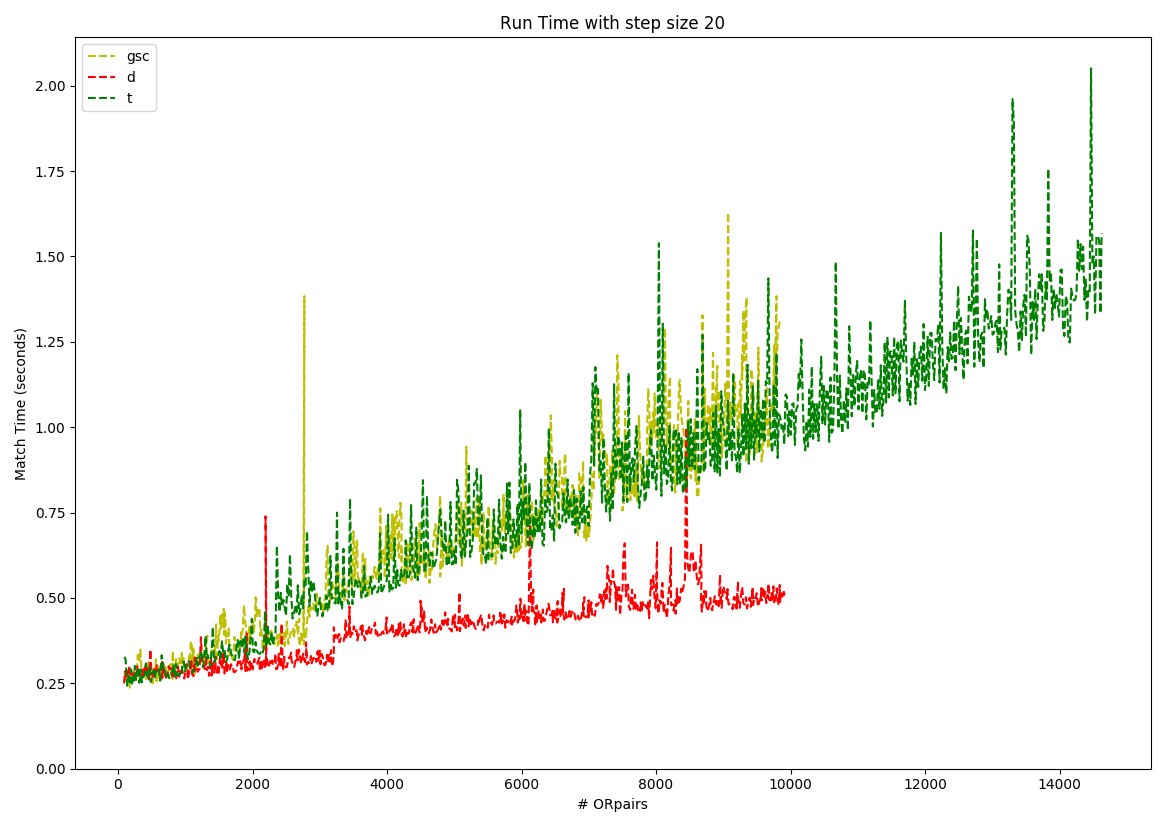 Run Time with step size 20
gsc
d
t
2.00
1.75
1.50
1.25
1.00
0.75
0.50
0.25
0.00
Match Time (seconds)
0 2000 4000 6000 8000 10000 12000 14000
# ORpairs